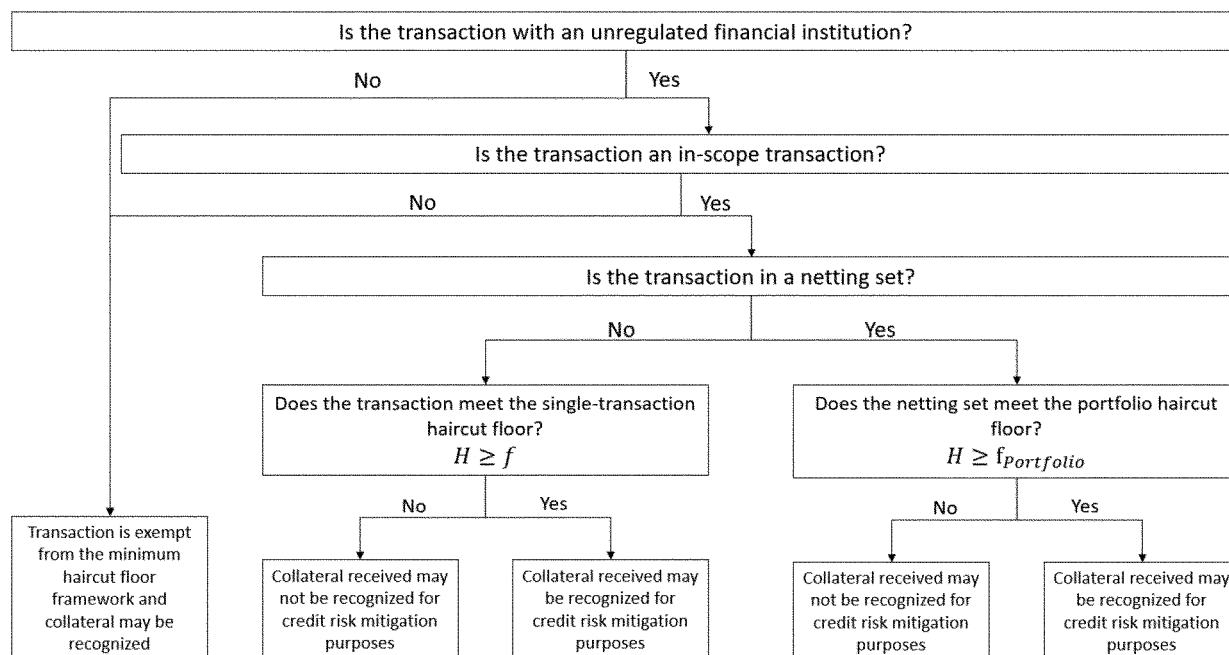 Is the transaction with an unregulated financial institution?
No
Yes
Is the transaction an in-scope transaction?
No
Yes
Is the transaction in a netting set?
No
Yes
Does the transaction meet the single-transaction
haircut floor?
H ≥ f
Does the netting set meet the portfolio haircut
floor?
H ≥ f_Portfolio
No
Yes
No
Yes
Transaction is exempt
from the minimum
haircut floor
framework and
collateral may be
recognized
Collateral received may
not be recognized for
credit risk mitigation
purposes
Collateral received may
be recognized for
credit risk mitigation
purposes
Collateral received may
not be recognized for
credit risk mitigation
purposes
Collateral received may
be recognized for
credit risk mitigation
purposes